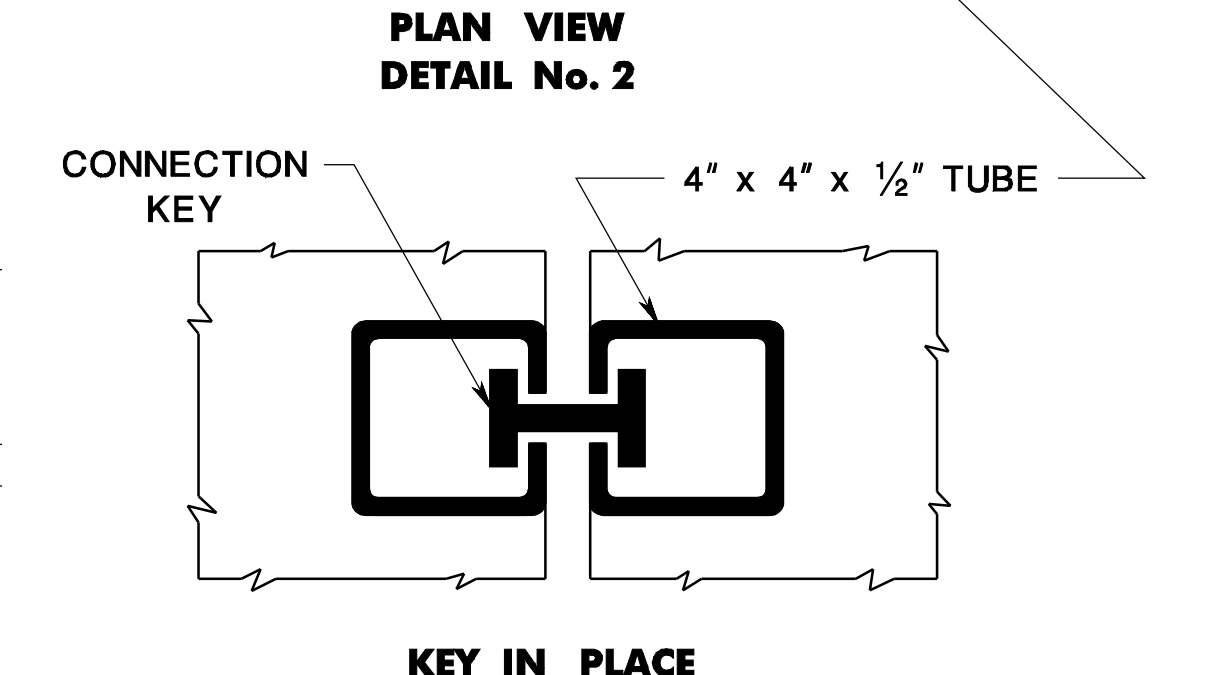 PLAN VIEW
DETAIL No. 2
CONNECTION
KEY
4" x 4" x ½" TUBE
KEY IN PLACE